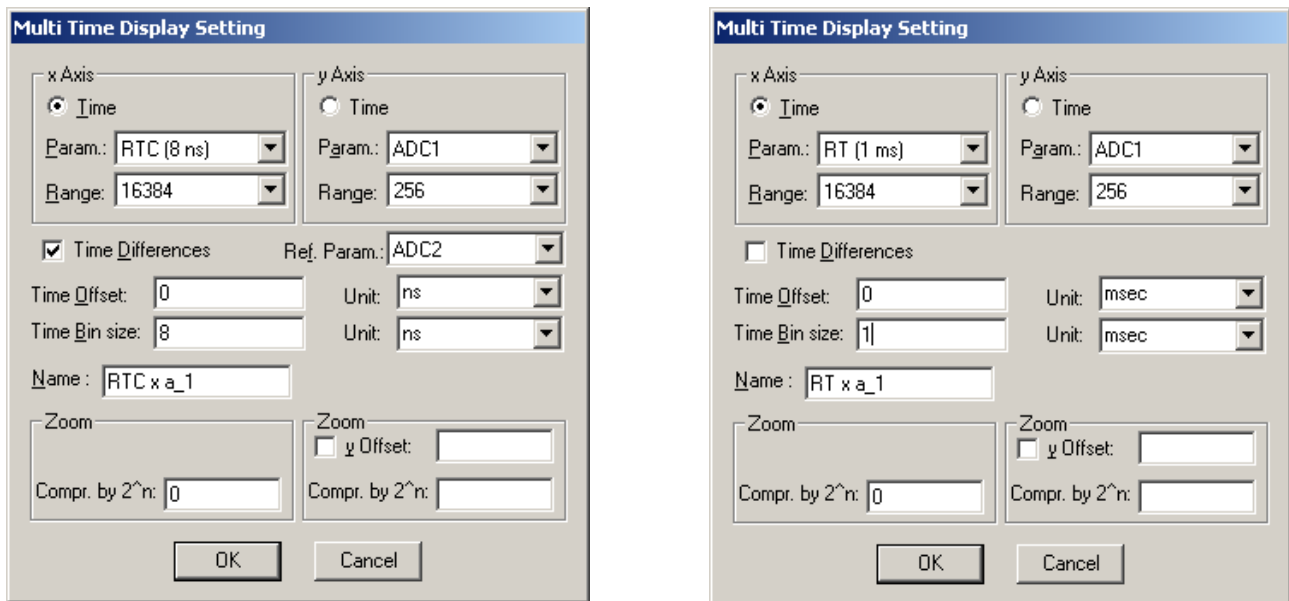 Multi Time Display Setting
x Axis
y Axis
Time
Time
Param.: RTC (8 ns)
Param.: ADC1
Range: 16384
Range: 256
Time Differences
Ref. Param.: ADC2
Time Offset: 0
Unit: ns
Time Bin size: 8
Unit: ns
Name : RTC x a_1
Zoom
Zoom
y Offset:
Compr. by 2^n: 0
Compr. by 2^n:
OK
Cancel
Multi Time Display Setting
x Axis
y Axis
Time
Time
Param.: RT (1 ms)
Param.: ADC1
Range: 16384
Range: 256
Time Differences
Time Offset: 0
Unit: msec
Time Bin size: 1
Unit: msec
Name : RT x a_1
Zoom
Zoom
y Offset:
Compr. by 2^n: 0
Compr. by 2^n:
OK
Cancel